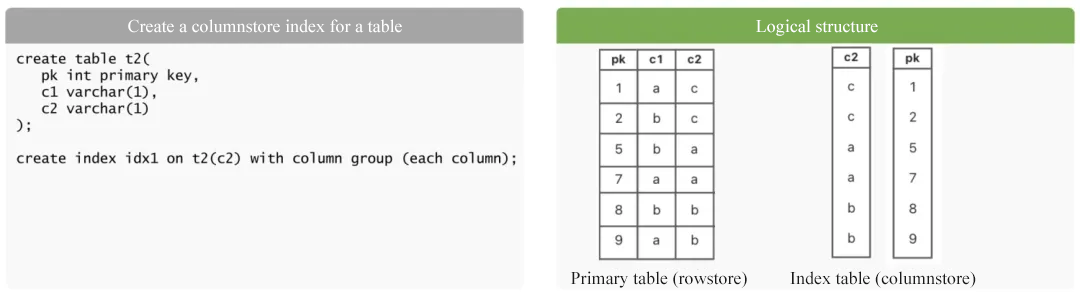 Create a columnstore index for a table
create table t2(
pk int primary key,
c1 varchar(1),
c2 varchar(1)
);
create index idx1 on t2(c2) with column group (each column);
Logical structure
pk c1 c2
1 a c
2 b c
5 b a
7 a a
8 b b
9 a b
Primary table (rowstore)
c2 pk
c 1
c 2
a 5
a 7
b 8
b 9
Index table (columnstore)